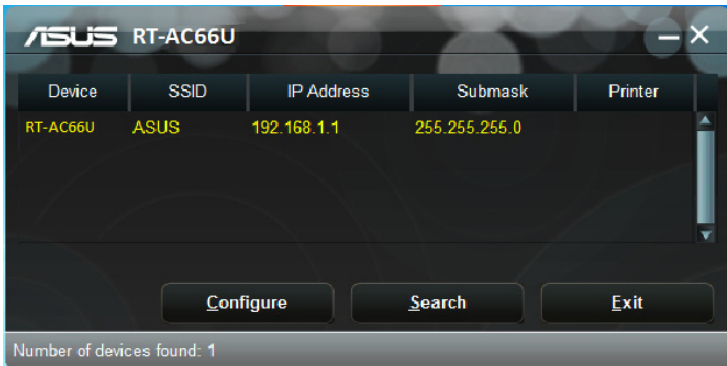 ASUS RT-AC66U
Device SSID IP Address Submask Printer
RT-AC66U ASUS 192.168.1.1 255.255.255.0
Configure Search Exit
Number of devices found: 1